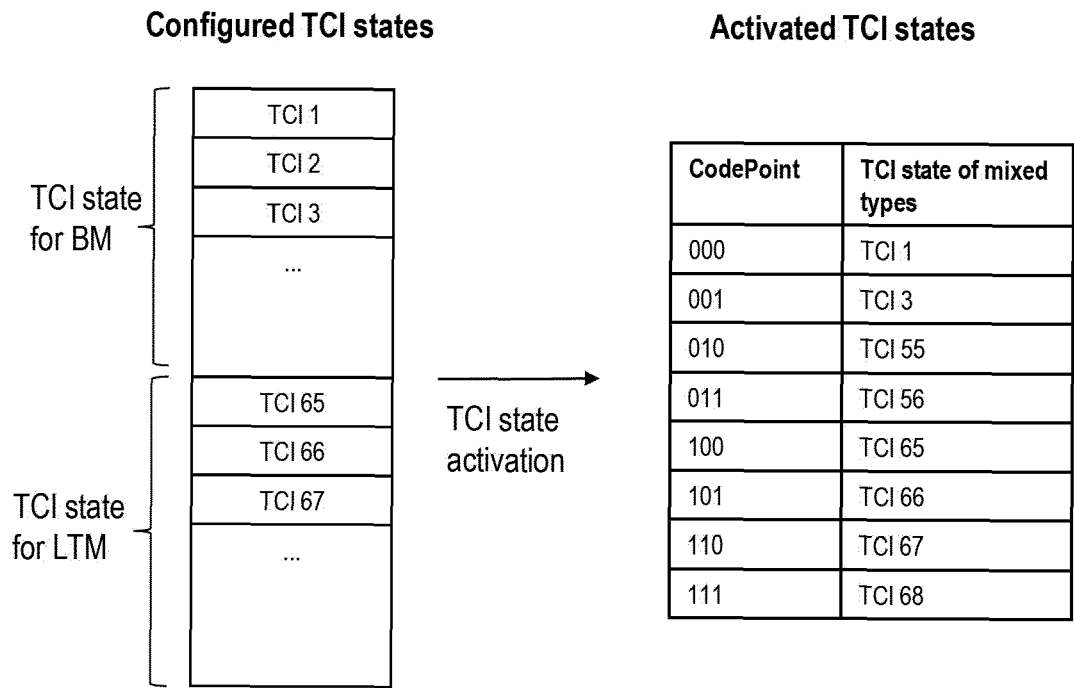 Configured TCI states
Activated TCI states
TCI state
for BM
TCI 1
TCI 2
TCI 3
...
TCI state
for LTM
TCI 65
TCI 66
TCI 67
...
TCI state
activation
CodePoint
TCI state of mixed
types
000
TCI 1
001
TCI 3
010
TCI 55
011
TCI 56
100
TCI 65
101
TCI 66
110
TCI 67
111
TCI 68